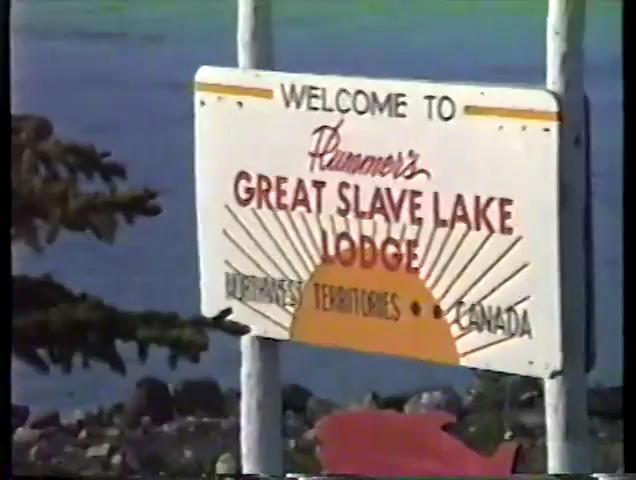 WELCOME TO
Plummer's
GREAT SLAVE LAKE
LODGE
NORTHWEST TERRITORIES •• CANADA